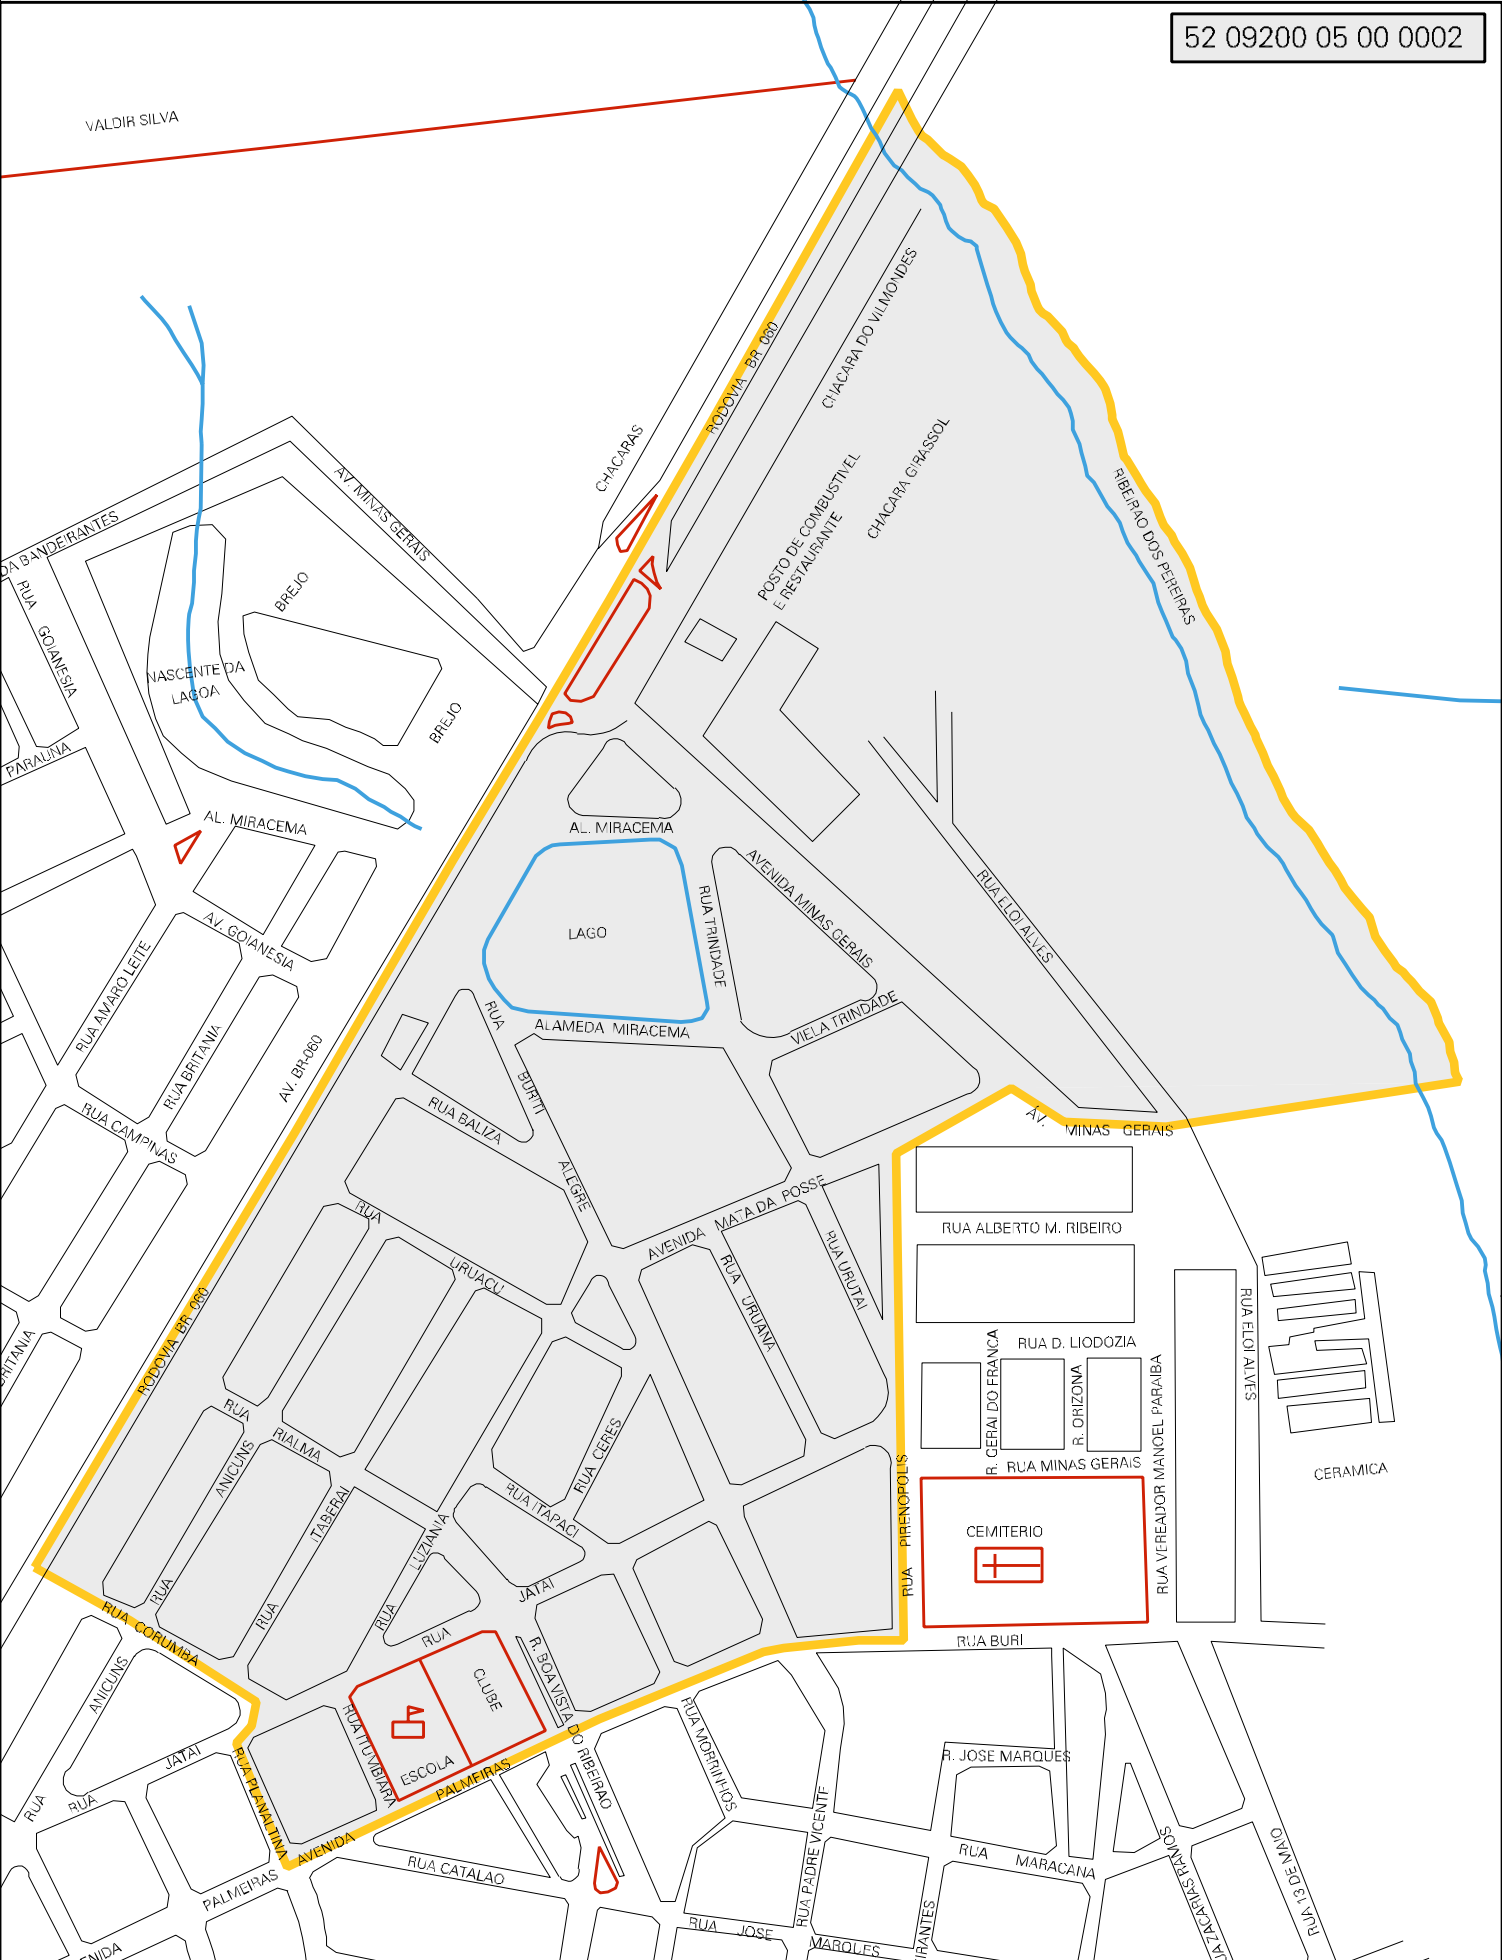 52 09200 05 00 0002
VALDIR SILVA
RODOVIA BR 060
CHACARA DO VILMONDES
CHACARAS
CHACARA GIRASSOL
POSTO DE COMBUSTIVEL
E RESTAURANTE
AV. MINAS GERAIS
DA BANDEIRANTES
RIBEIRAO DOS PEREIRAS
BREJO
RUA GOIANESIA
NASCENTE DA
LAGOA
BREJO
PARAUNA
AL. MIRACEMA
AL. MIRACEMA
AVENIDA MINAS GERAIS
RUA ELOI ALVES
RUA TRINDADE
LAGO
AV. GOIANESIA
RUA AMARO LEITE
RUA BRITANIA
AV. BR-060
RUA BURITI ALEGRE
ALAMEDA MIRACEMA
VIELA TRINDADE
RUA BALIZA
RUA CAMPINAS
AV. MINAS GERAIS
AVENIDA MATA DA POSSE
RUA URUACU
RUA ALBERTO M. RIBEIRO
RUA URUTAI
RUA URUANA
RODOVIA BR 060
RITANIA
RUA D. LIODOZIA
R. GERAI DO FRANCA
R. ORIZONA
RUA VEREADOR MANOEL PARAIBA
RUA ELOI ALVES
RUA RIALMA
RUA ANICUNS
RUA ITABERAI
RUA LUZIANIA
RUA CERES
RUA ITAPACI
RUA PIRENOPOLIS
RUA MINAS GERAIS
CERAMICA
CEMITERIO
RUA JATAI
RUA CORUMBA
RUA BURI
CLUBE
R. BOA VISTA DO RIBEIRAO
RUA ANICUNS
RUA JATAI
RUA PLANALTINA
RUA ITUMBIARA
ESCOLA
AVENIDA PALMEIRAS
RUA MORRINHOS
R. JOSE MARQUES
RUA PADRE VICENTE
RUA MARACANA
RUA CATALAO
PALMEIRAS
ENIDA
RUA JOSE MARQUES
IRANTES
A ZACARIAS RAMOS
RUA 13 DE MAIO